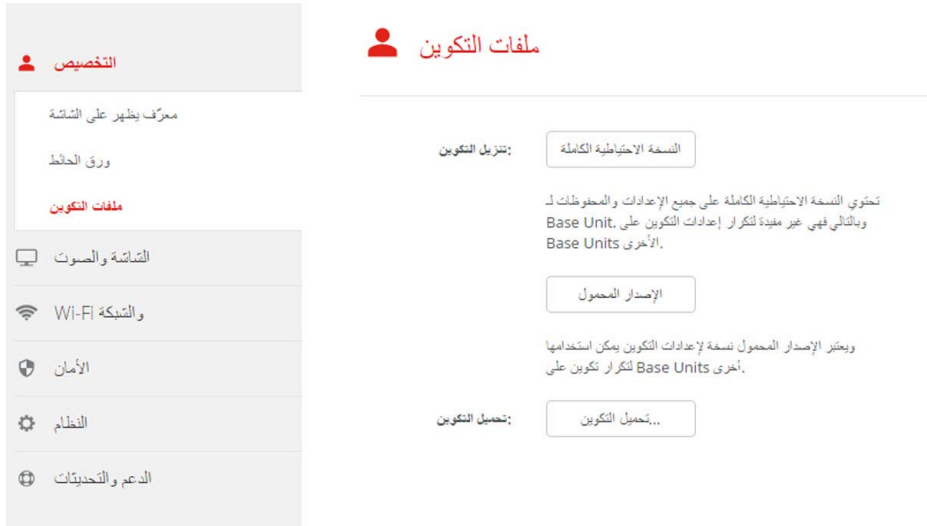 التخصيص
معرّف يظهر على الشاشة
ورق الحائط
ملفات التكوين
الشاشة والصوت
والشبكة Wi-Fi
الأمان
النظام
الدعم والتحديثات
ملفات التكوين
تنزيل التكوين:
النسخة الاحتياطية الكاملة
تحتوي النسخة الاحتياطية الكاملة على جميع الإعدادات والمحفوظات لـ
Base Unit. وبالتالي فهي غير مفيدة لتكرار إعدادات التكوين على
Base Units الأخرى.
الإصدار المحمول
ويعتبر الإصدار المحمول نسخة لإعدادات التكوين يمكن استخدامها
لتكرار تكوين على Base Units أخرى.
تحميل التكوين:
تحميل التكوين...